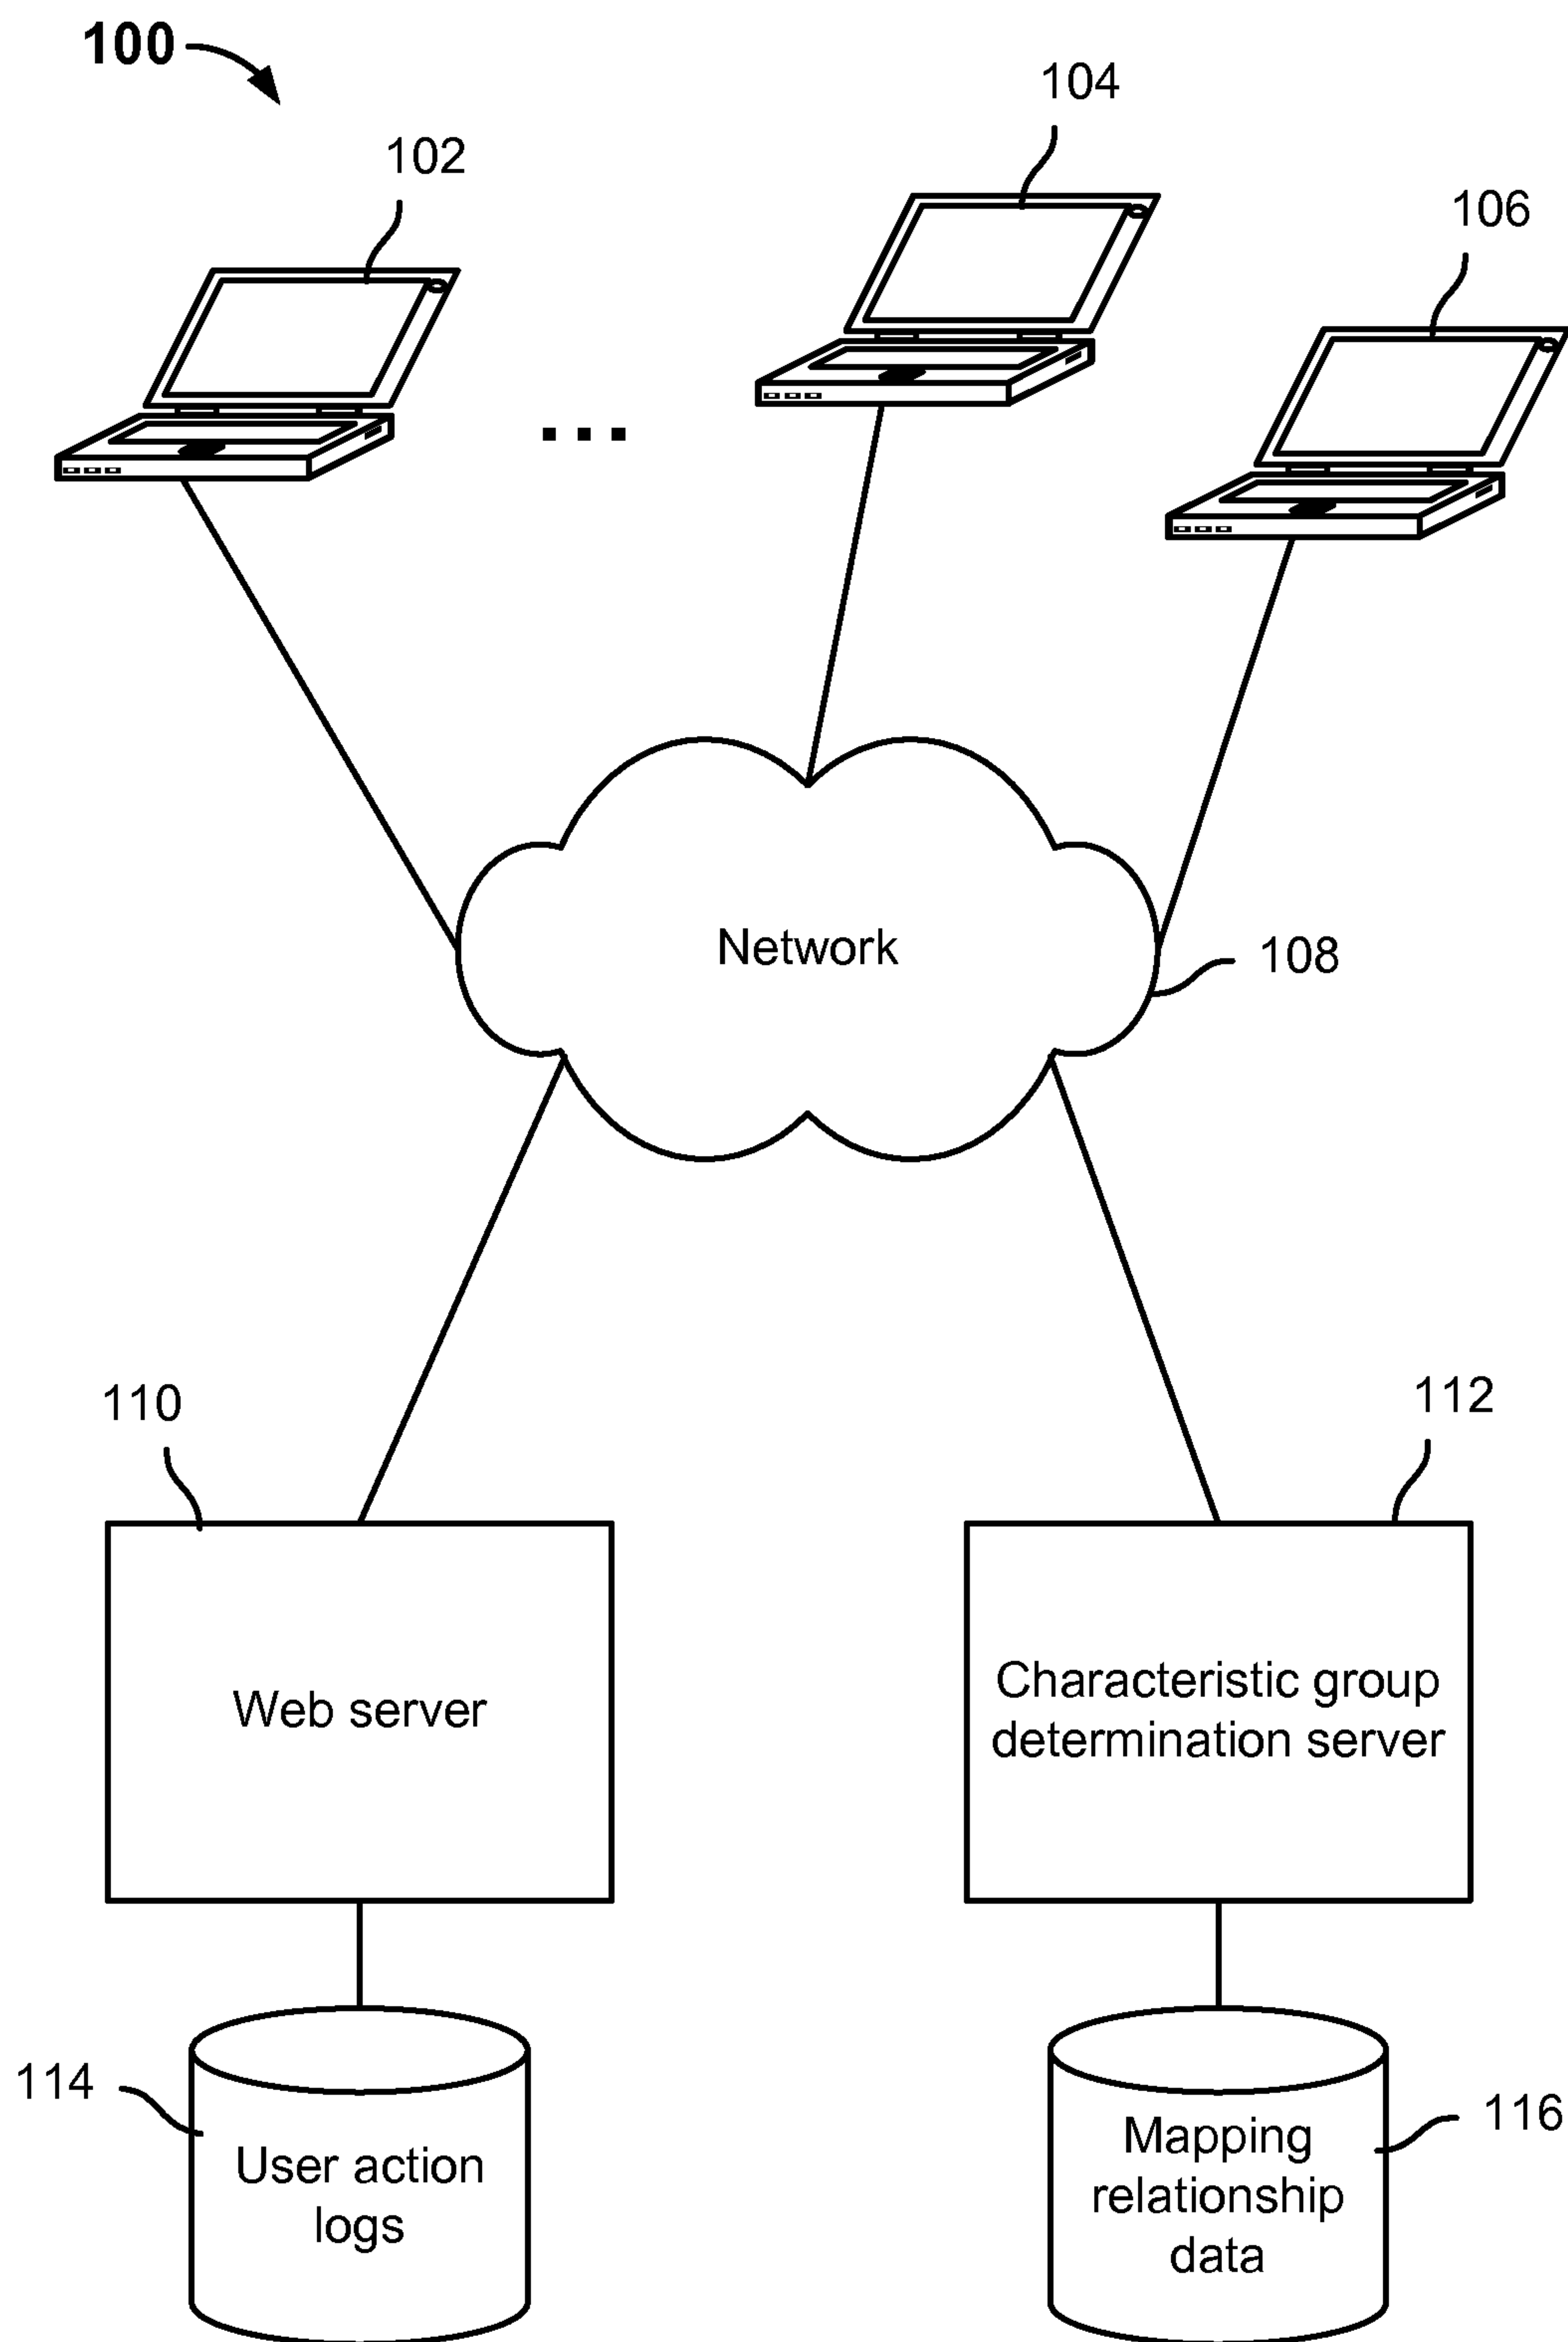 100
104
102
106
...
Network
108
110
112
Web server
Characteristic group
determination server
114
116
User action
logs
Mapping
relationship
data